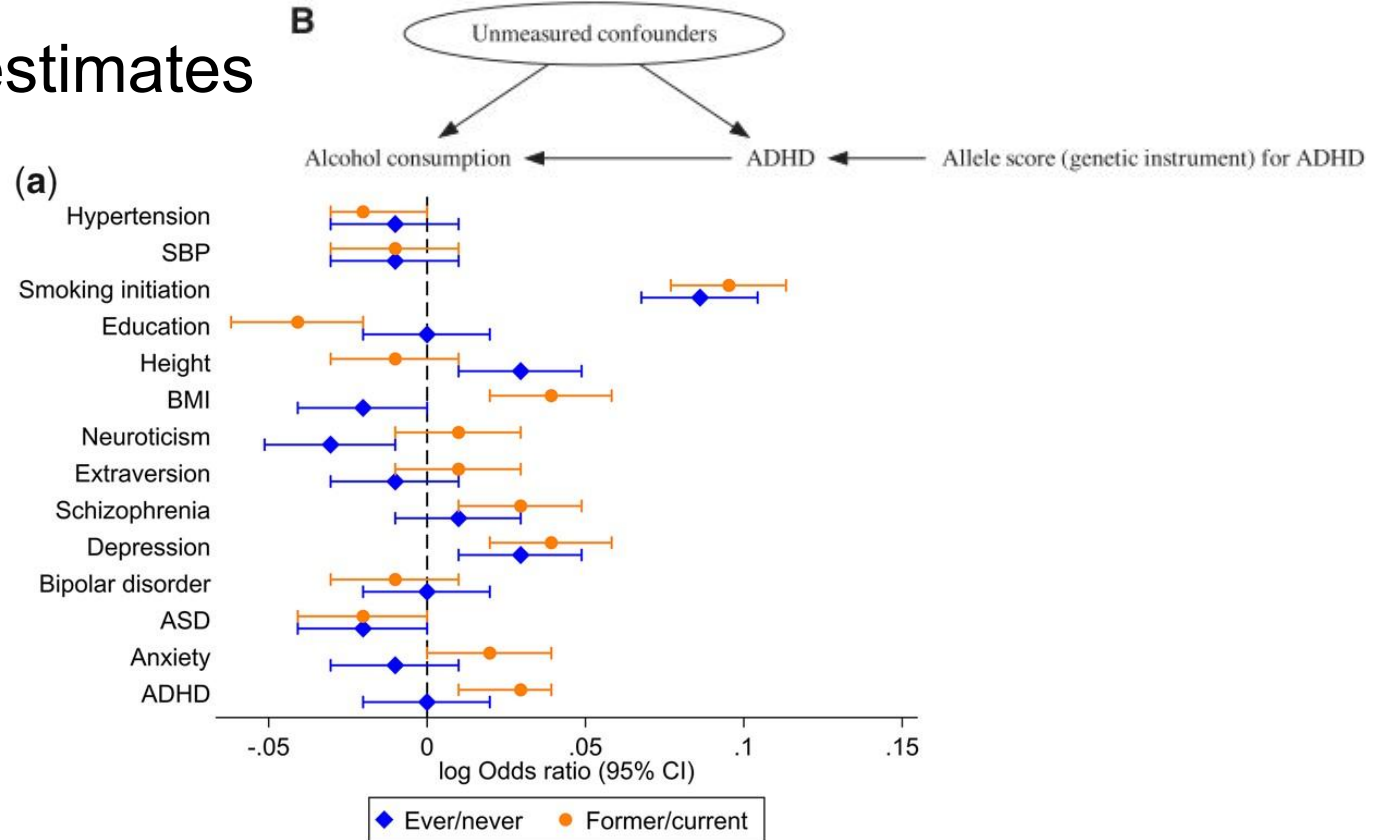 estimates
B
Unmeasured confounders
Alcohol consumption ADHD Allele score (genetic instrument) for ADHD
(a)
Hypertension
SBP
Smoking initiation
Education
Height
BMI
Neuroticism
Extraversion
Schizophrenia
Depression
Bipolar disorder
ASD
Anxiety
ADHD
-.05 0 .05 .1 .15
log Odds ratio (95% CI)
Ever/never Former/current